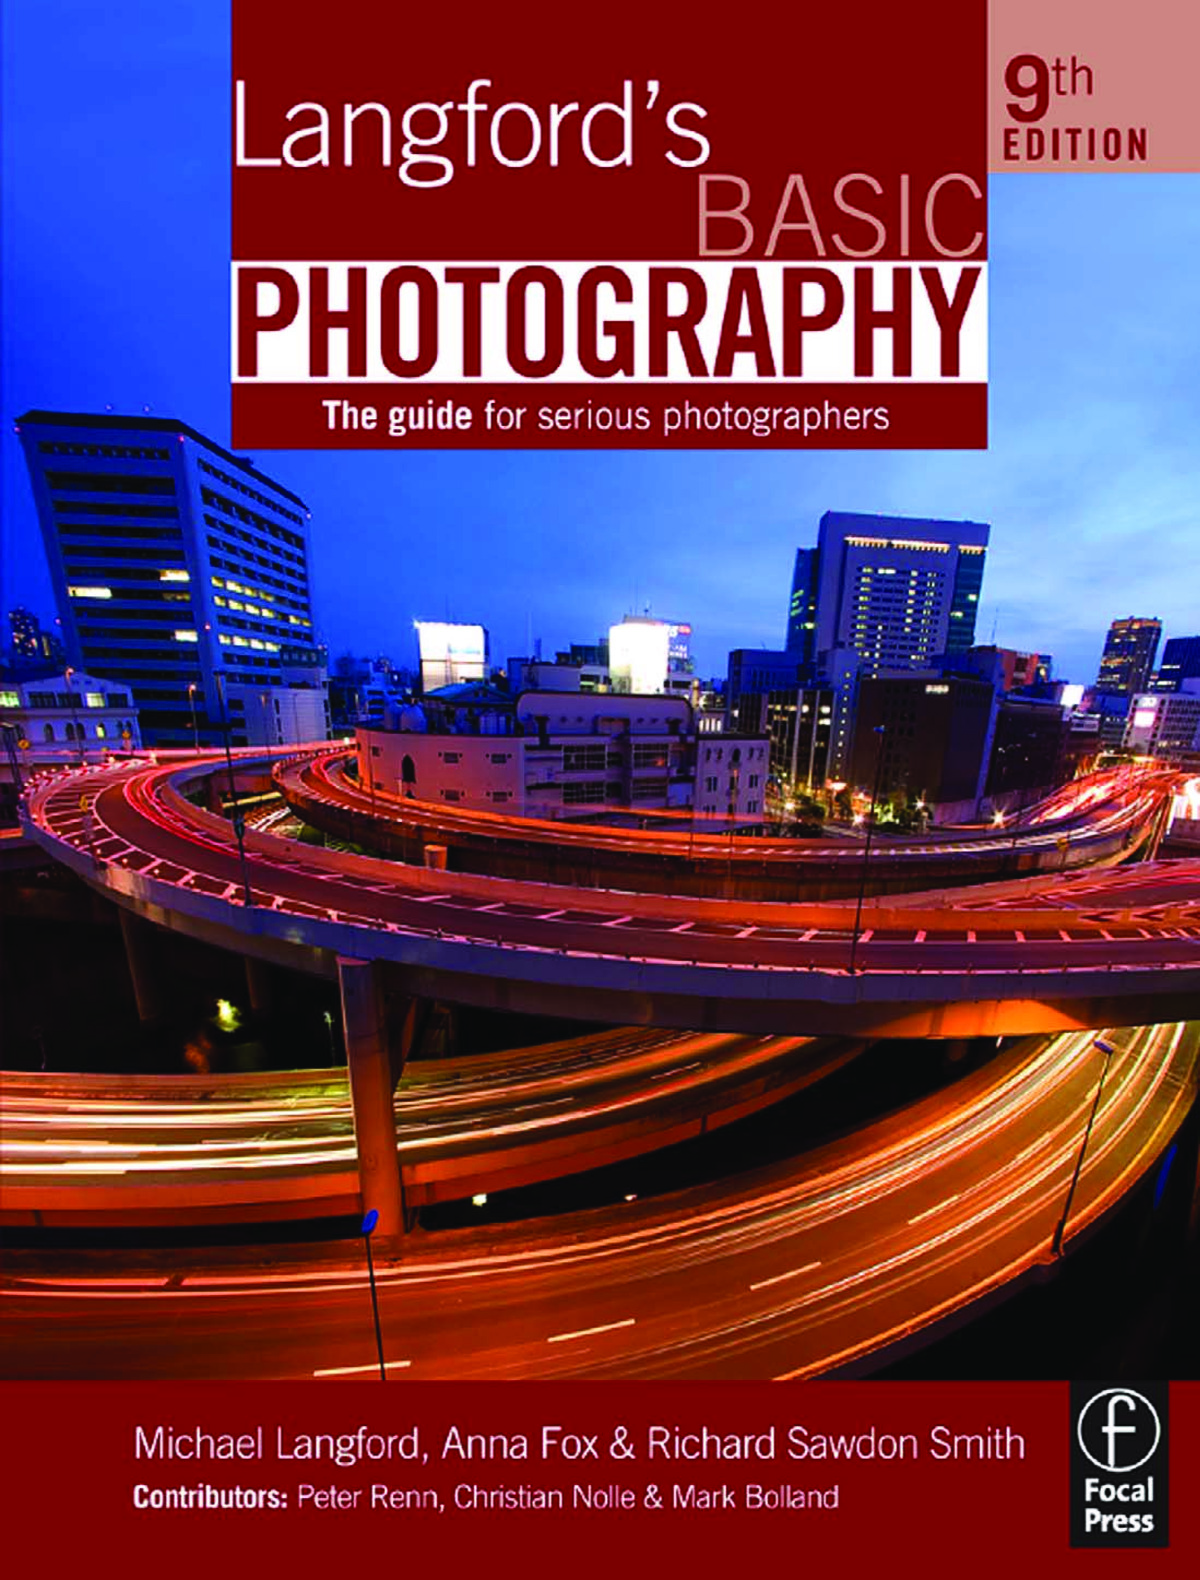 Langford's
9th
EDITION
BASIC
PHOTOGRAPHY
The guide for serious photographers
Michael Langford, Anna Fox & Richard Sawdon Smith
Contributors: Peter Renn, Christian Nolle & Mark Bolland
f
Focal
Press